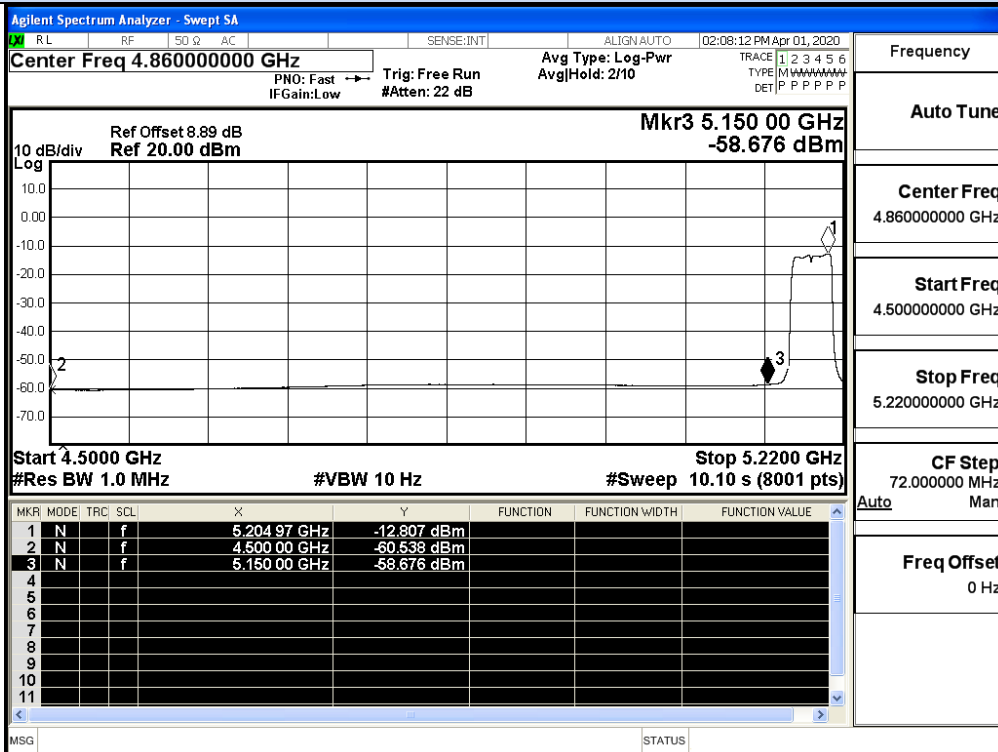 Agilent Spectrum Analyzer - Swept SA
LXI RL RF 50 Ω AC SENSE:INT ALIGN AUTO 02:08:12 PM Apr 01, 2020
Center Freq 4.860000000 GHz
PNO: Fast
IFGain:Low
Trig: Free Run
#Atten: 22 dB
Avg Type: Log-Pwr
Avg|Hold: 2/10
TRACE 1 2 3 4 5 6
TYPE M W W W W W
DET P P P P P P
Mkr3 5.150 00 GHz
-58.676 dBm
Ref Offset 8.89 dB
Ref 20.00 dBm
10 dB/div
Log
10.0
0.00
-10.0
-20.0
-30.0
-40.0
-50.0
-60.0
-70.0
1
2
3
Start 4.5000 GHz Stop 5.2200 GHz
#Res BW 1.0 MHz #VBW 10 Hz #Sweep 10.10 s (8001 pts)
MKR MODE TRC SCL X Y FUNCTION FUNCTION WIDTH FUNCTION VALUE
1 N f 5.204 97 GHz -12.807 dBm
2 N f 4.500 00 GHz -60.538 dBm
3 N f 5.150 00 GHz -58.676 dBm
4
5
6
7
8
9
10
11
MSG STATUS
Frequency
Auto Tune
Center Freq
4.860000000 GHz
Start Freq
4.500000000 GHz
Stop Freq
5.220000000 GHz
CF Step
72.000000 MHz
Auto Man
Freq Offset
0 Hz